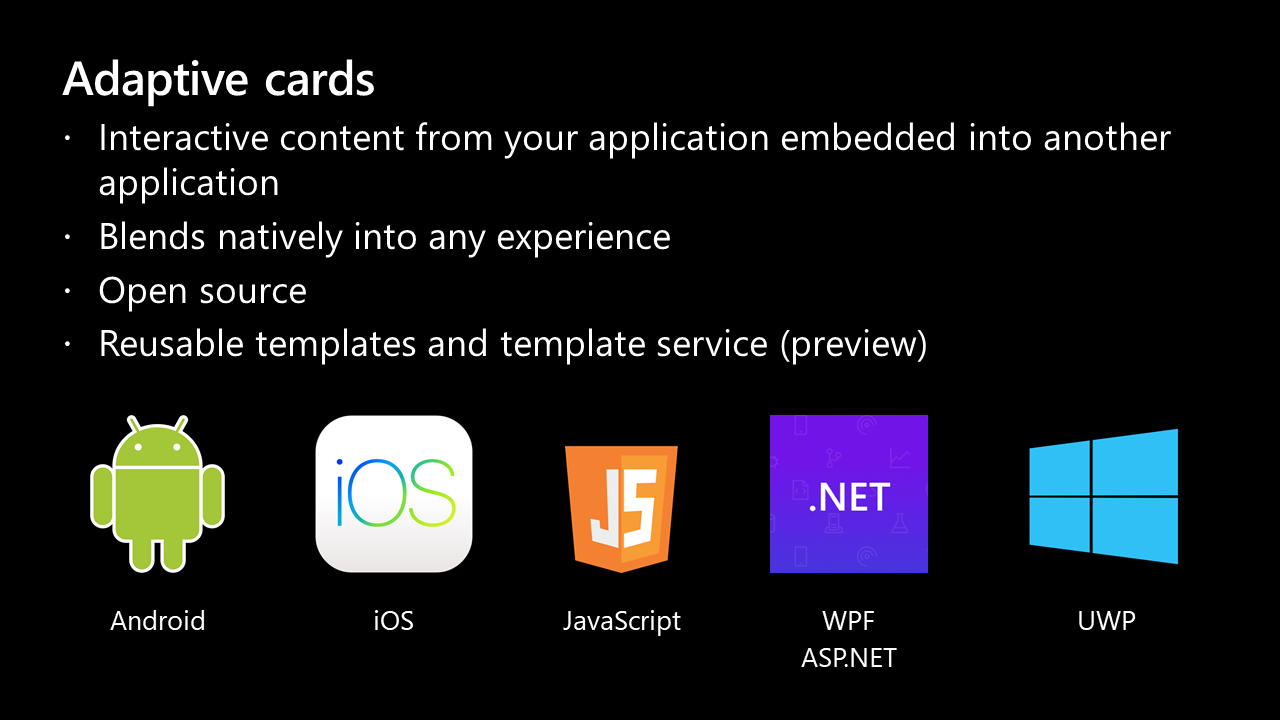 Adaptive cards
· Interactive content from your application embedded into another
application
· Blends natively into any experience
· Open source
· Reusable templates and template service (preview)
iOS
JS
.NET
Android
iOS
JavaScript
WPF
ASP.NET
UWP